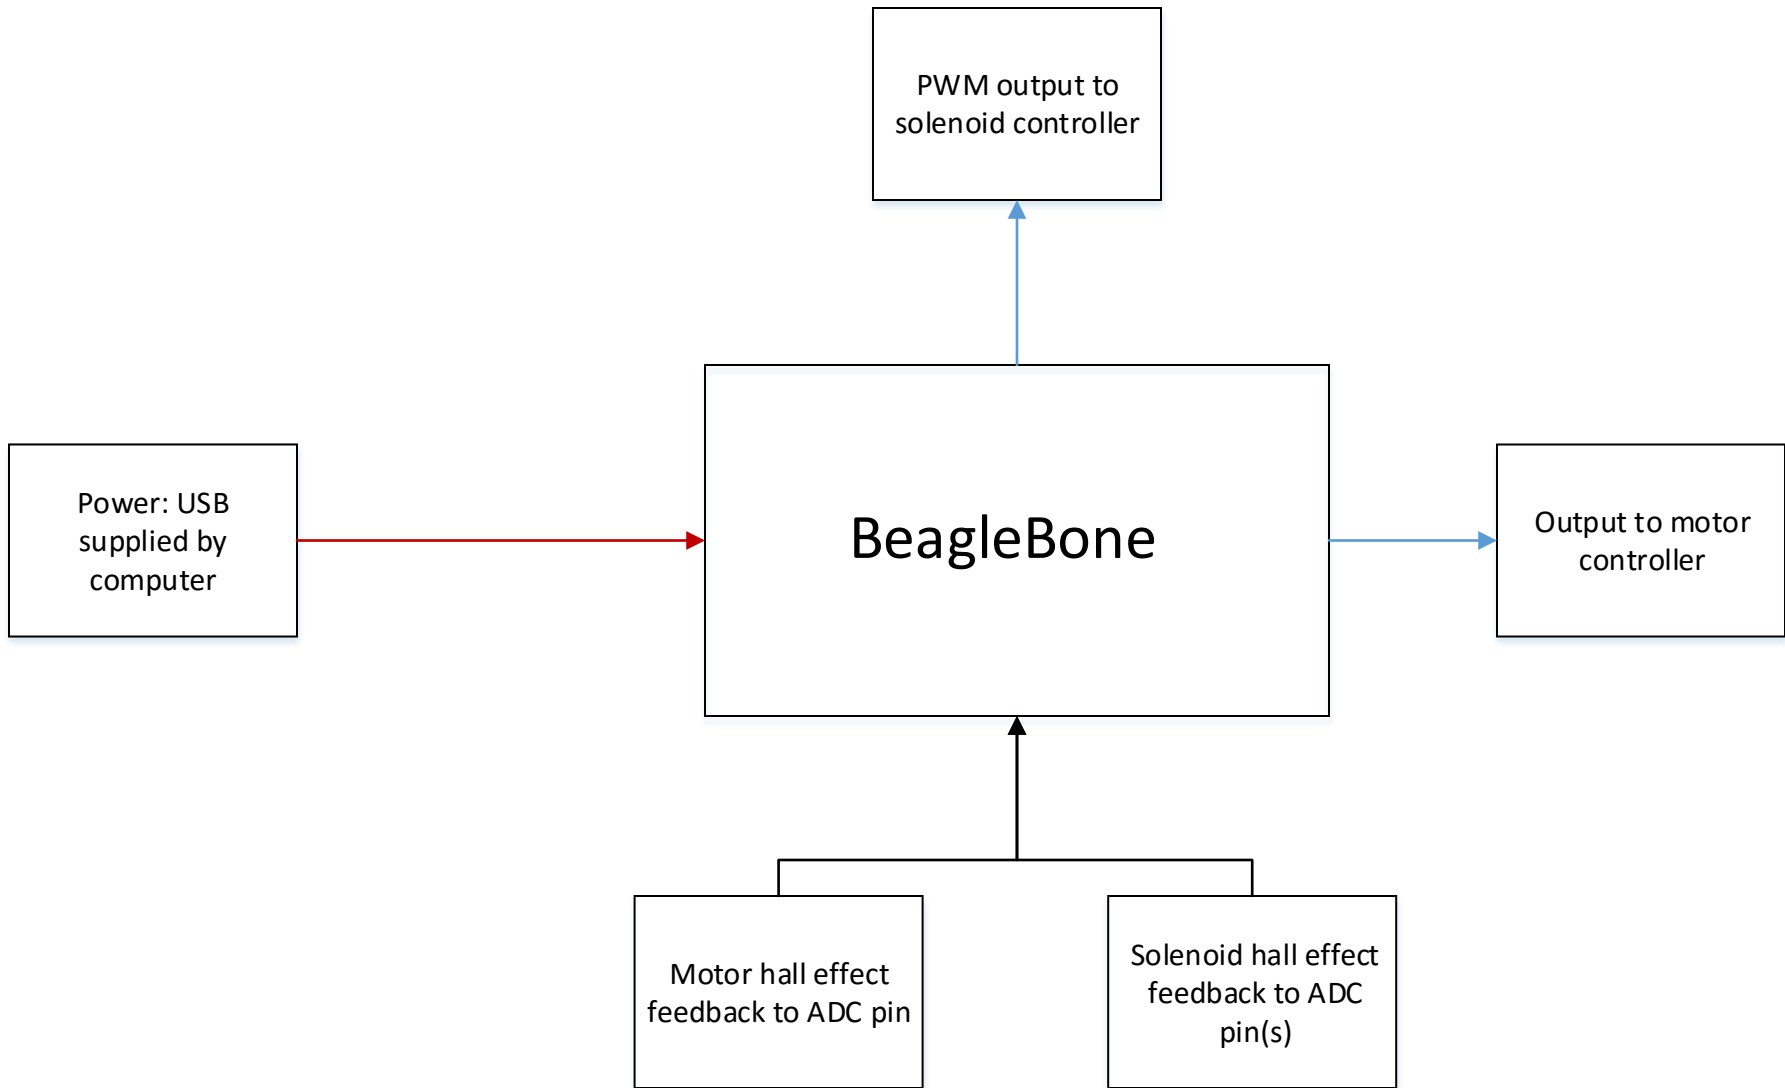 PWM output to
solenoid controller
Power: USB
supplied by
computer
BeagleBone
Output to motor
controller
Motor hall effect
feedback to ADC pin
Solenoid hall effect
feedback to ADC
pin(s)